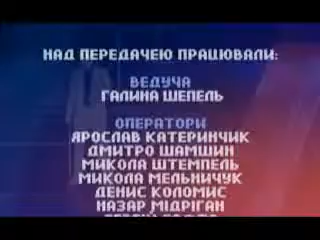 НАД ПЕРЕДАЧЕЮ ПРАЦЮВАЛИ:
ВЕДУЧА
ГАЛИНА ШЕПЕЛЬ
ОПЕРАТОРИ
ЯРОСЛАВ КАТЕРИНЧИК
ДМИТРО ШАМШИН
МИКОЛА ШТЕМПЕЛЬ
МИКОЛА МЕЛЬНИЧУК
ДЕНИС КОЛОМИС
НАЗАР МІДРІГАН